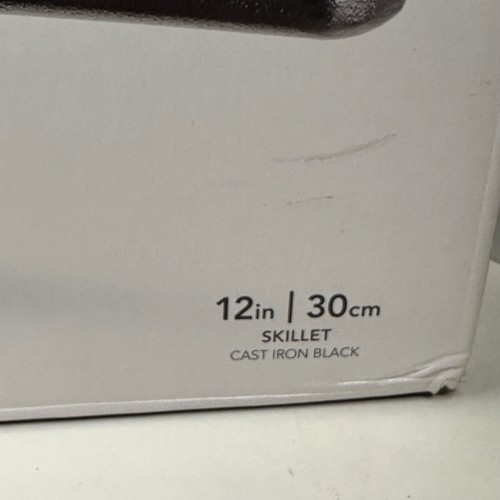 12in | 30cm
SKILLET
CAST IRON BLACK